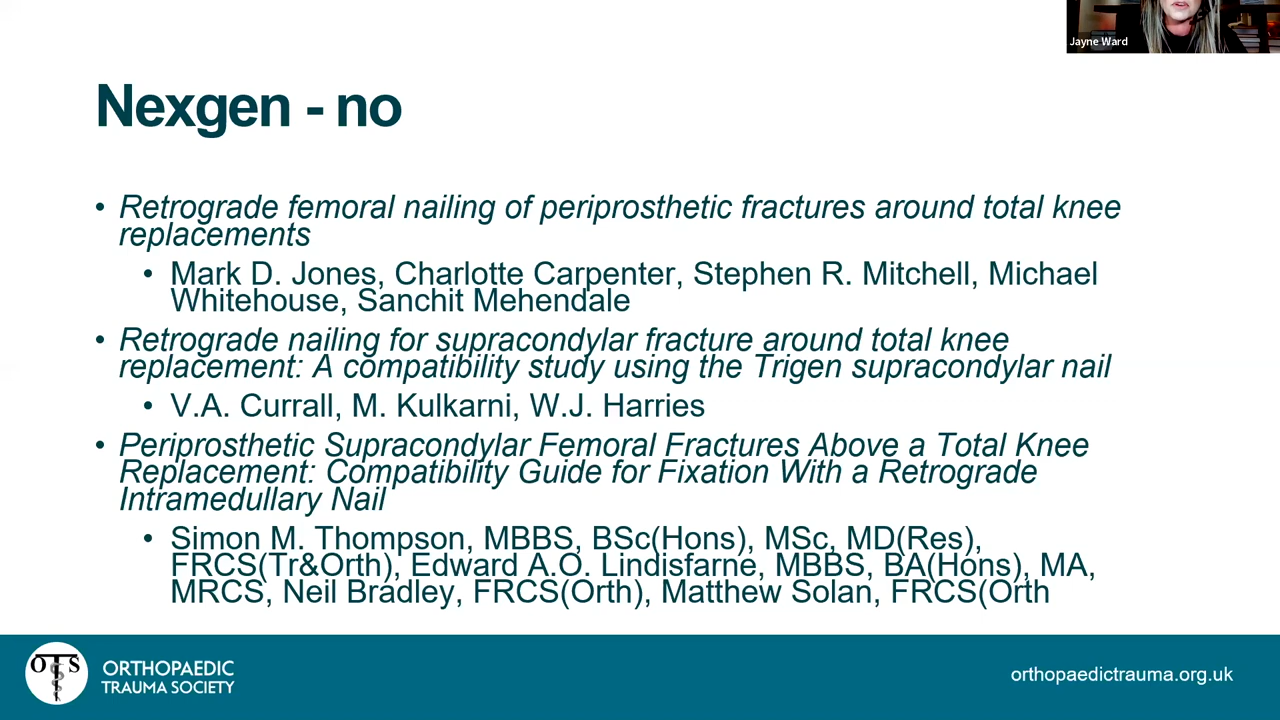 Jayne Ward
Nexgen - no
• Retrograde femoral nailing of periprosthetic fractures around total knee
replacements
• Mark D. Jones, Charlotte Carpenter, Stephen R. Mitchell, Michael
Whitehouse, Sanchit Mehendale
• Retrograde nailing for supracondylar fracture around total knee
replacement: A compatibility study using the Trigen supracondylar nail
• V.A. Currall, M. Kulkarni, W.J. Harries
• Periprosthetic Supracondylar Femoral Fractures Above a Total Knee
Replacement: Compatibility Guide for Fixation With a Retrograde
Intramedullary Nail
• Simon M. Thompson, MBBS, BSc(Hons), MSc, MD(Res),
FRCS(Tr&Orth), Edward A.O. Lindisfarne, MBBS, BA(Hons), MA,
MRCS, Neil Bradley, FRCS(Orth), Matthew Solan, FRCS(Orth
OTS
ORTHOPAEDIC
TRAUMA SOCIETY
orthopaedictrauma.org.uk